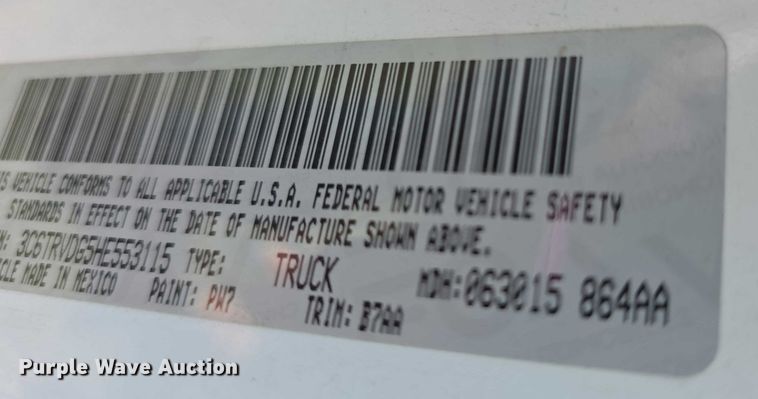 IS VEHICLE CONFORMS TO ALL APPLICABLE U.S.A. FEDERAL MOTOR VEHICLE SAFETY
STANDARDS IN EFFECT ON THE DATE OF MANUFACTURE SHOWN ABOVE.
N: 3C6TRVDG5HE553115 TYPE: TRUCK MDH:063015 864AA
CLE MADE IN MEXICO PAINT: PW7 TRIM: B7AA
Purple Wave Auction